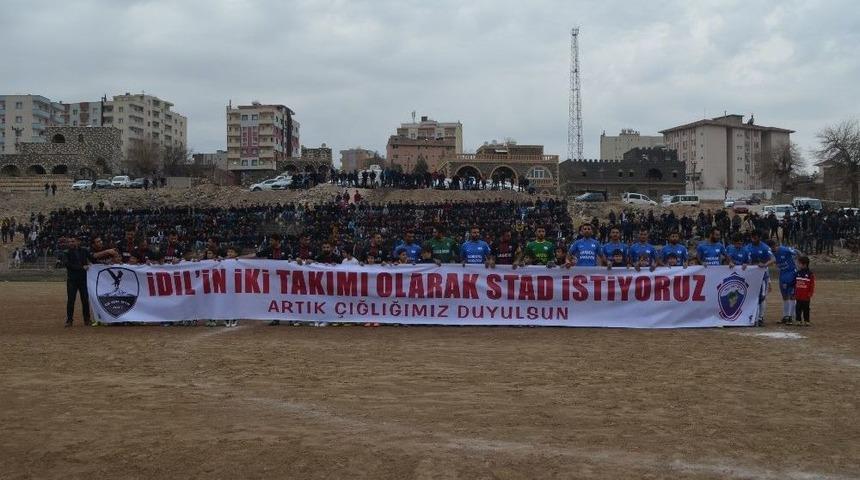 İDİL'İN İKİ TAKIMI OLARAK STAD İSTİYORUZ
ARTIK ÇIĞLIĞIMIZ DUYULSUN